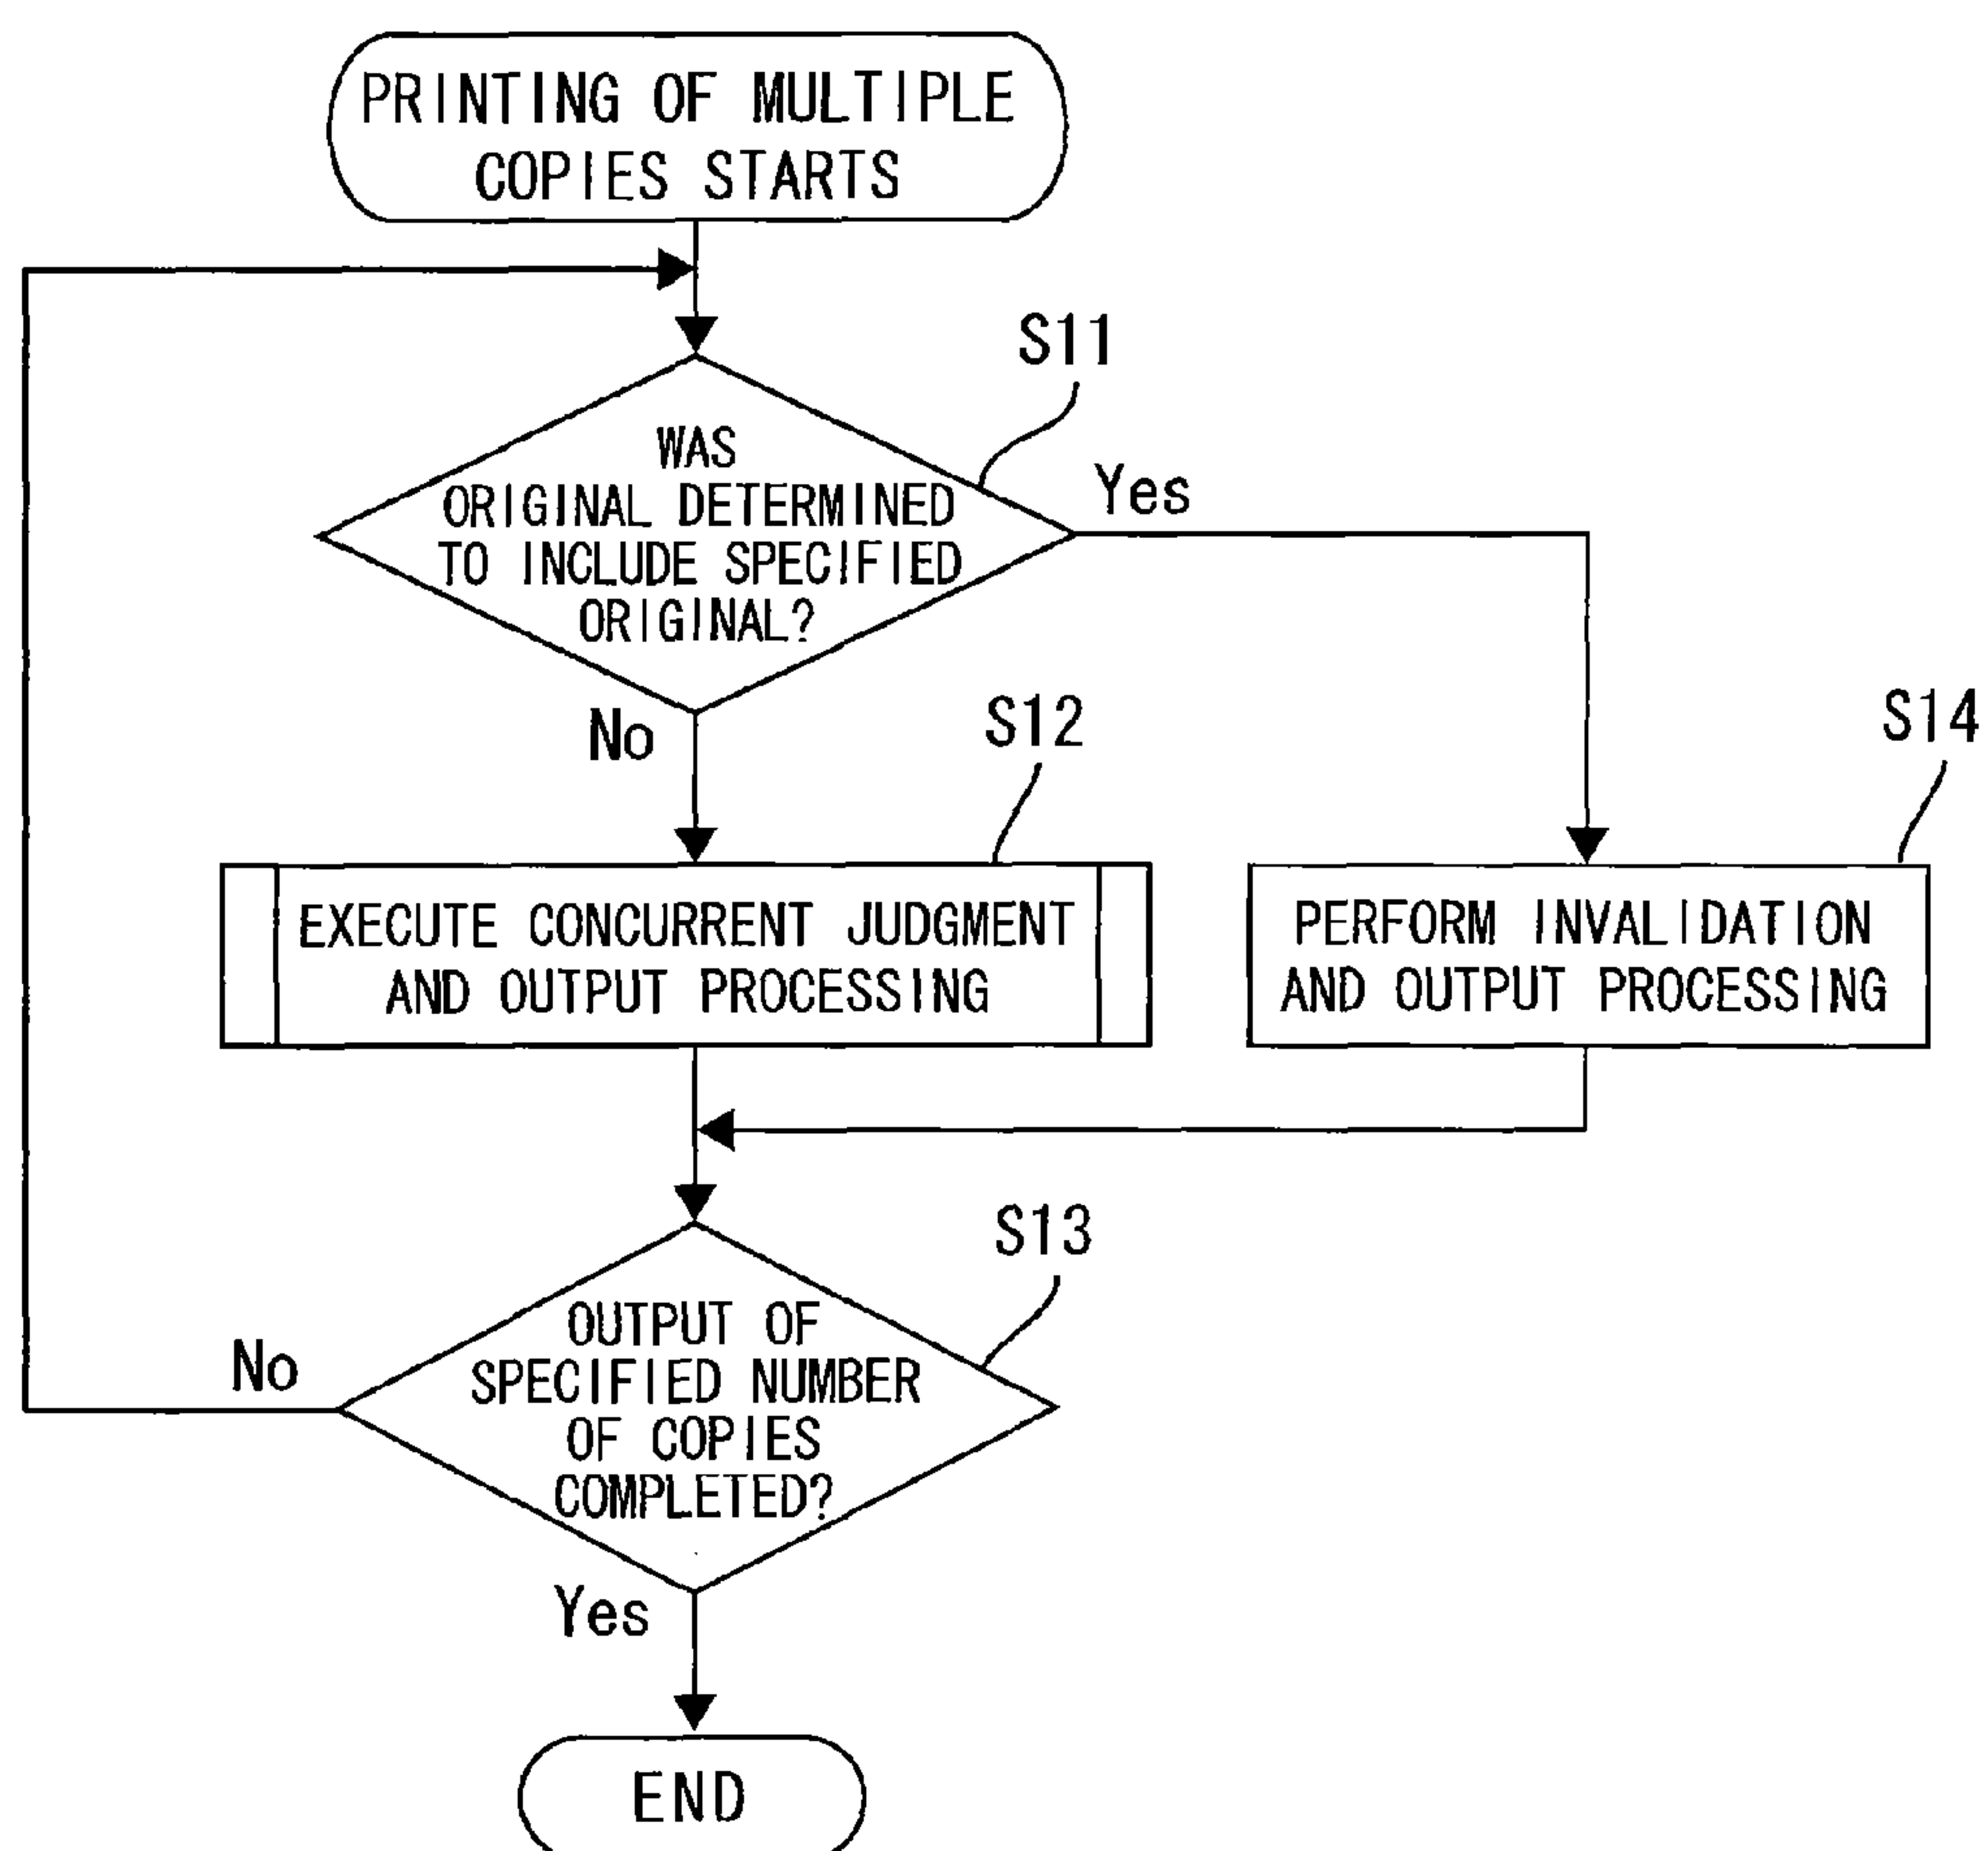 PRINTING OF MULTIPLE
COPIES STARTS
S11
WAS
ORIGINAL DETERMINED
TO INCLUDE SPECIFIED
ORIGINAL?
Yes
No
S12
S14
EXECUTE CONCURRENT JUDGMENT
AND OUTPUT PROCESSING
PERFORM INVALIDATION
AND OUTPUT PROCESSING
S13
OUTPUT OF
SPECIFIED NUMBER
OF COPIES
COMPLETED?
No
Yes
END